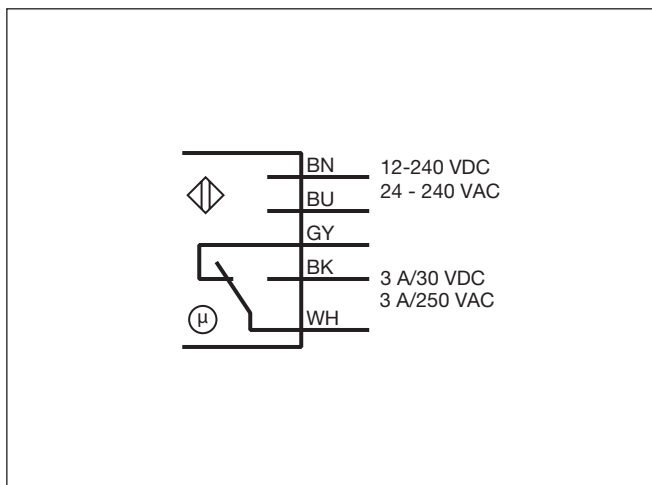 BN
12-240 VDC
BU
24 - 240 VAC
GY
BK
3 A/30 VDC
3 A/250 VAC
µ
WH